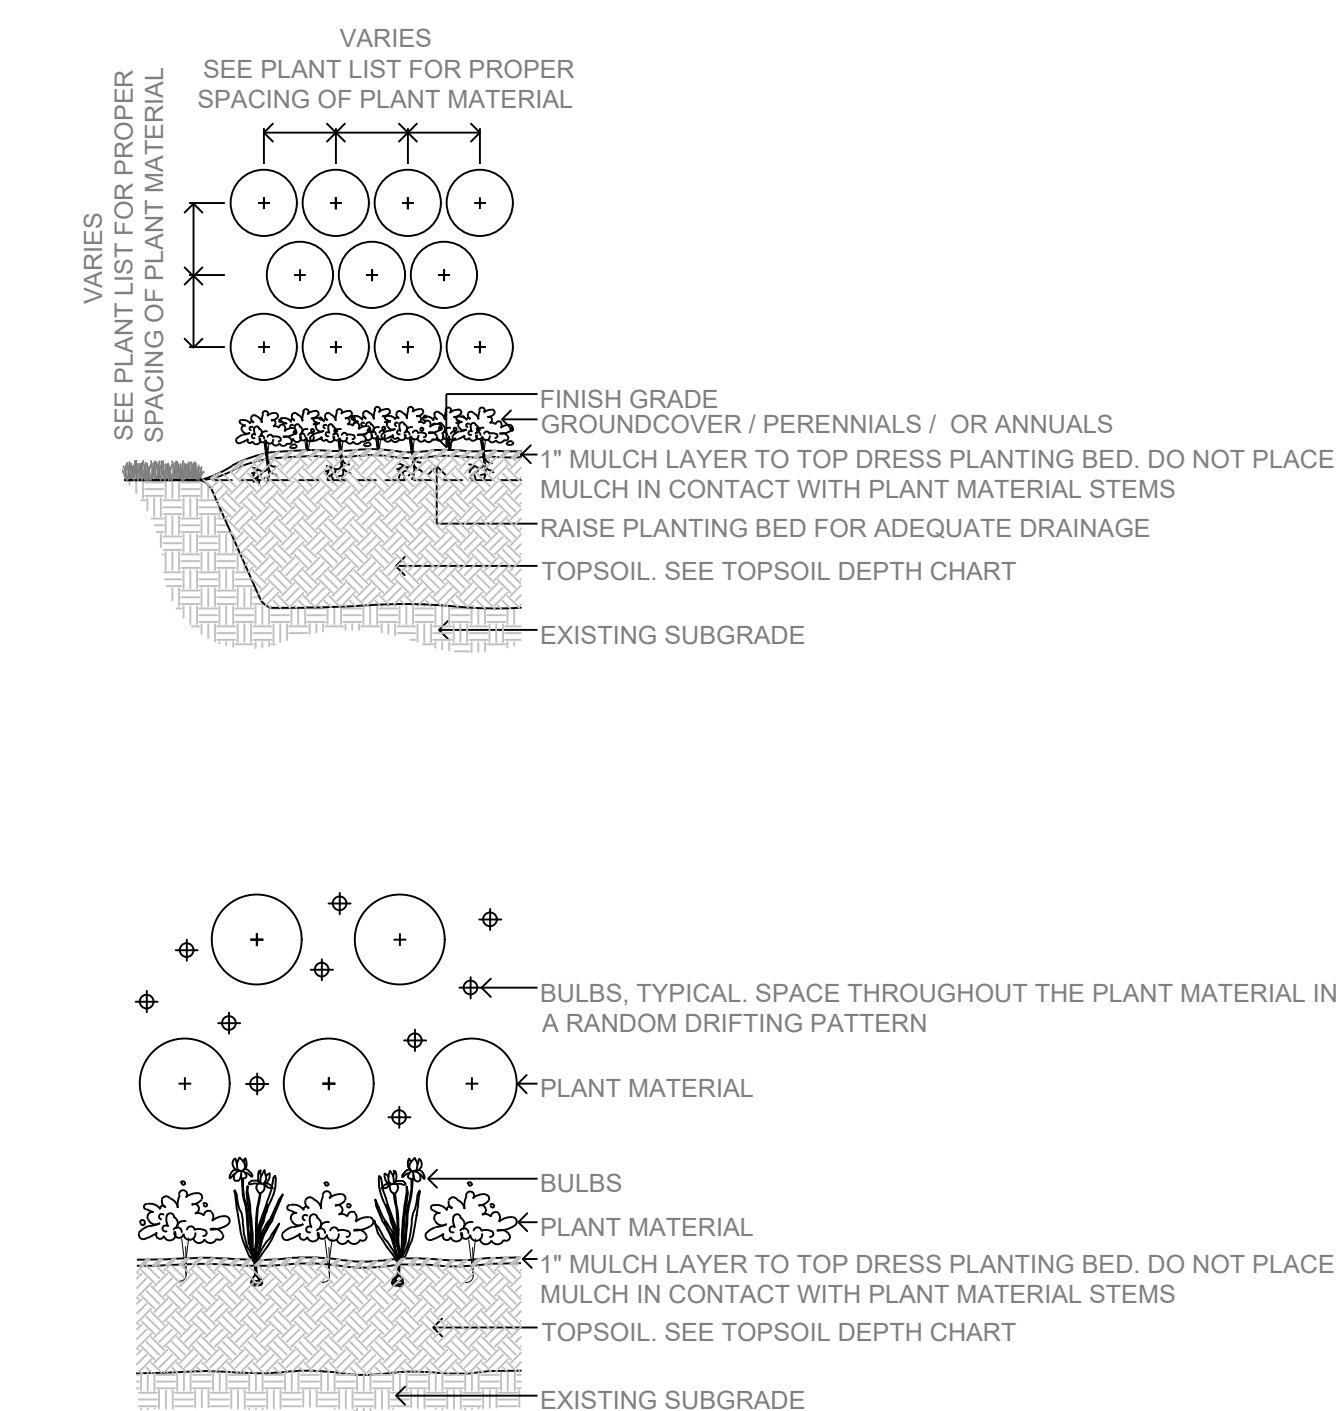 VARIES
SEE PLANT LIST FOR PROPER
SPACING OF PLANT MATERIAL
VARIES
SEE PLANT LIST FOR PROPER
SPACING OF PLANT MATERIAL
FINISH GRADE
GROUNDCOVER / PERENNIALS / OR ANNUALS
1" MULCH LAYER TO TOP DRESS PLANTING BED. DO NOT PLACE
MULCH IN CONTACT WITH PLANT MATERIAL STEMS
RAISE PLANTING BED FOR ADEQUATE DRAINAGE
TOPSOIL. SEE TOPSOIL DEPTH CHART
EXISTING SUBGRADE
BULBS, TYPICAL. SPACE THROUGHOUT THE PLANT MATERIAL IN
A RANDOM DRIFTING PATTERN
PLANT MATERIAL
BULBS
PLANT MATERIAL
1" MULCH LAYER TO TOP DRESS PLANTING BED. DO NOT PLACE
MULCH IN CONTACT WITH PLANT MATERIAL STEMS
TOPSOIL. SEE TOPSOIL DEPTH CHART
EXISTING SUBGRADE